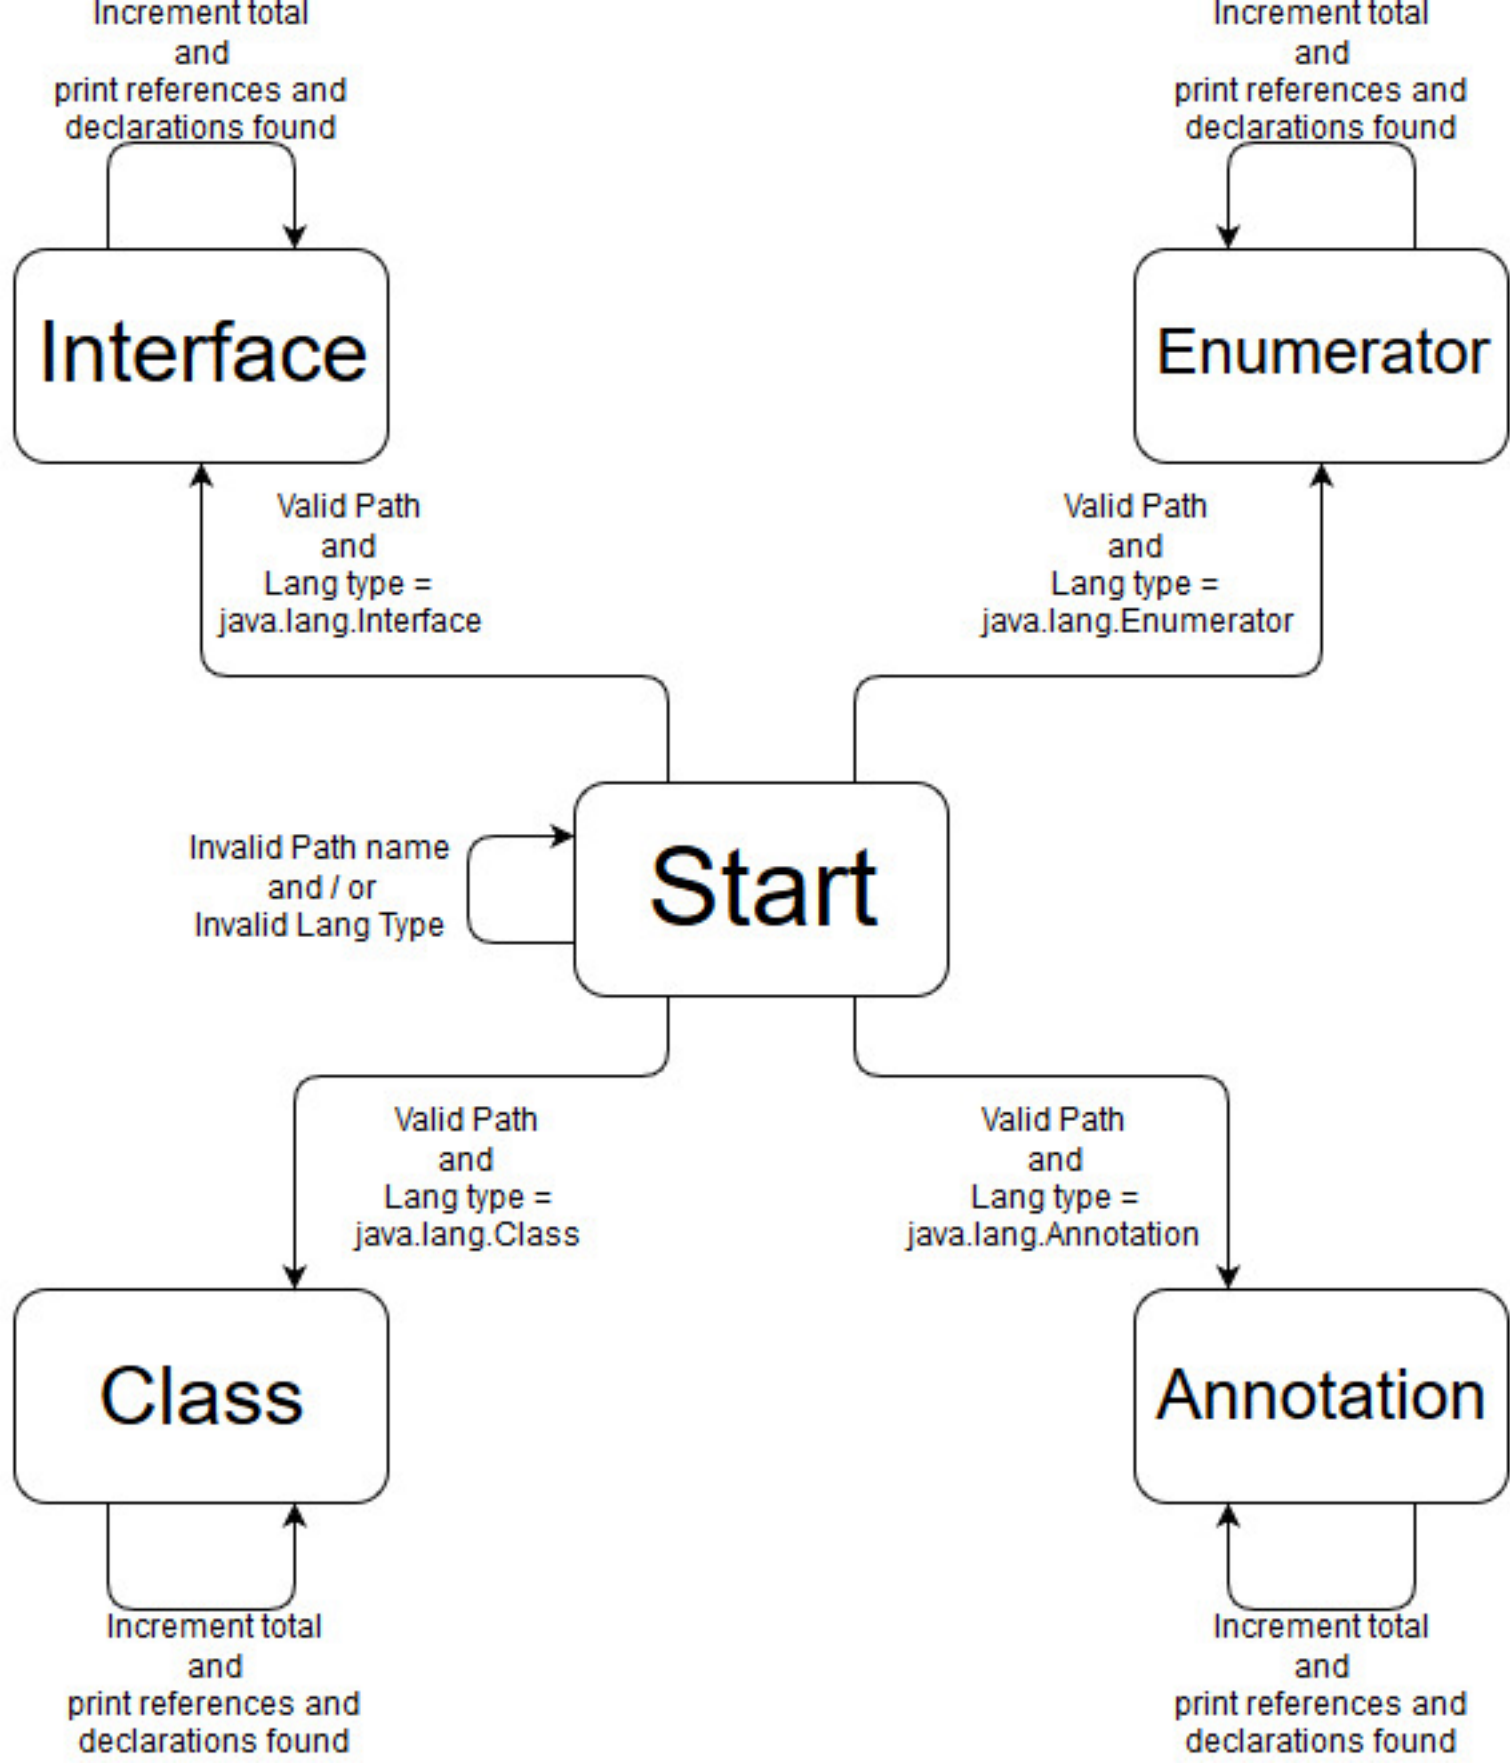 Increment total
and
print references and
declarations found
Increment total
and
print references and
declarations found
Interface
Enumerator
Valid Path
and
Lang type =
java.lang.Interface
Valid Path
and
Lang type =
java.lang.Enumerator
Invalid Path name
and / or
Invalid Lang Type
Start
Valid Path
and
Lang type =
java.lang.Class
Valid Path
and
Lang type =
java.lang.Annotation
Class
Annotation
Increment total
and
print references and
declarations found
Increment total
and
print references and
declarations found